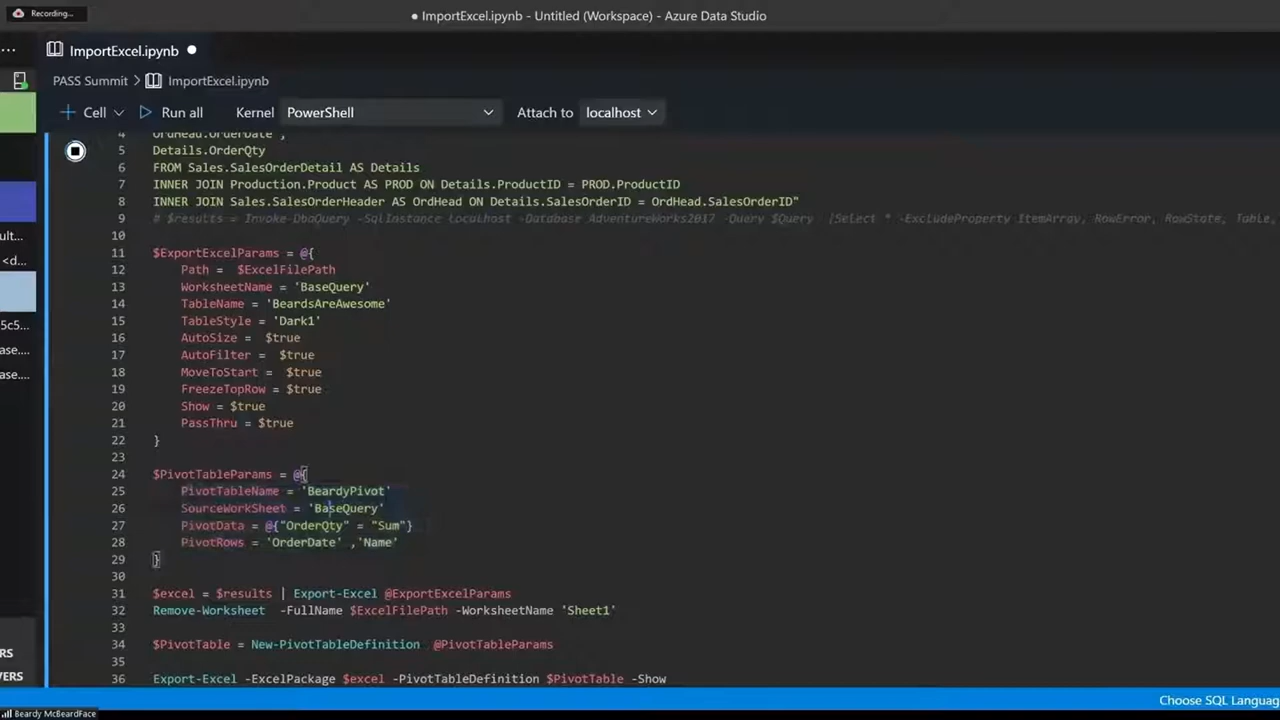 Recording...
● ImportExcel.ipynb - Untitled (Workspace) - Azure Data Studio
ImportExcel.ipynb ●
PASS Summit > ImportExcel.ipynb
+ Cell Run all Kernel PowerShell Attach to localhost
4 OrdHead.OrderDate ,
5 Details.OrderQty
6 FROM Sales.SalesOrderDetail AS Details
7 INNER JOIN Production.Product AS PROD ON Details.ProductID = PROD.ProductID
8 INNER JOIN Sales.SalesOrderHeader AS OrdHead ON Details.SalesOrderID = OrdHead.SalesOrderID"
9 # $results = Invoke-DbaQuery -SqlInstance localhost -Database AdventureWorks2017 -Query $Query |Select * -ExcludeProperty ItemArray, RowError, RowState, Table,
10
11 $ExportExcelParams = @{
12 Path = $ExcelFilePath
13 WorksheetName = 'BaseQuery'
14 TableName = 'BeardsAreAwesome'
15 TableStyle = 'Dark1'
16 AutoSize = $true
17 AutoFilter = $true
18 MoveToStart = $true
19 FreezeTopRow = $true
20 Show = $true
21 PassThru = $true
22 }
23
24 $PivotTableParams = @{
25 PivotTableName = 'BeardyPivot'
26 SourceWorkSheet = 'BaseQuery'
27 PivotData = @{"OrderQty" = "Sum"}
28 PivotRows = 'OrderDate' ,'Name'
29 }
30
31 $excel = $results | Export-Excel @ExportExcelParams
32 Remove-Worksheet -FullName $ExcelFilePath -WorksheetName 'Sheet1'
33
34 $PivotTable = New-PivotTableDefinition @PivotTableParams
35
36 Export-Excel -ExcelPackage $excel -PivotTableDefinition $PivotTable -Show
ult...
<d...
5c5...
ase....
ase....
RS
VERS
Choose SQL Languag
Beardy McBeardFace